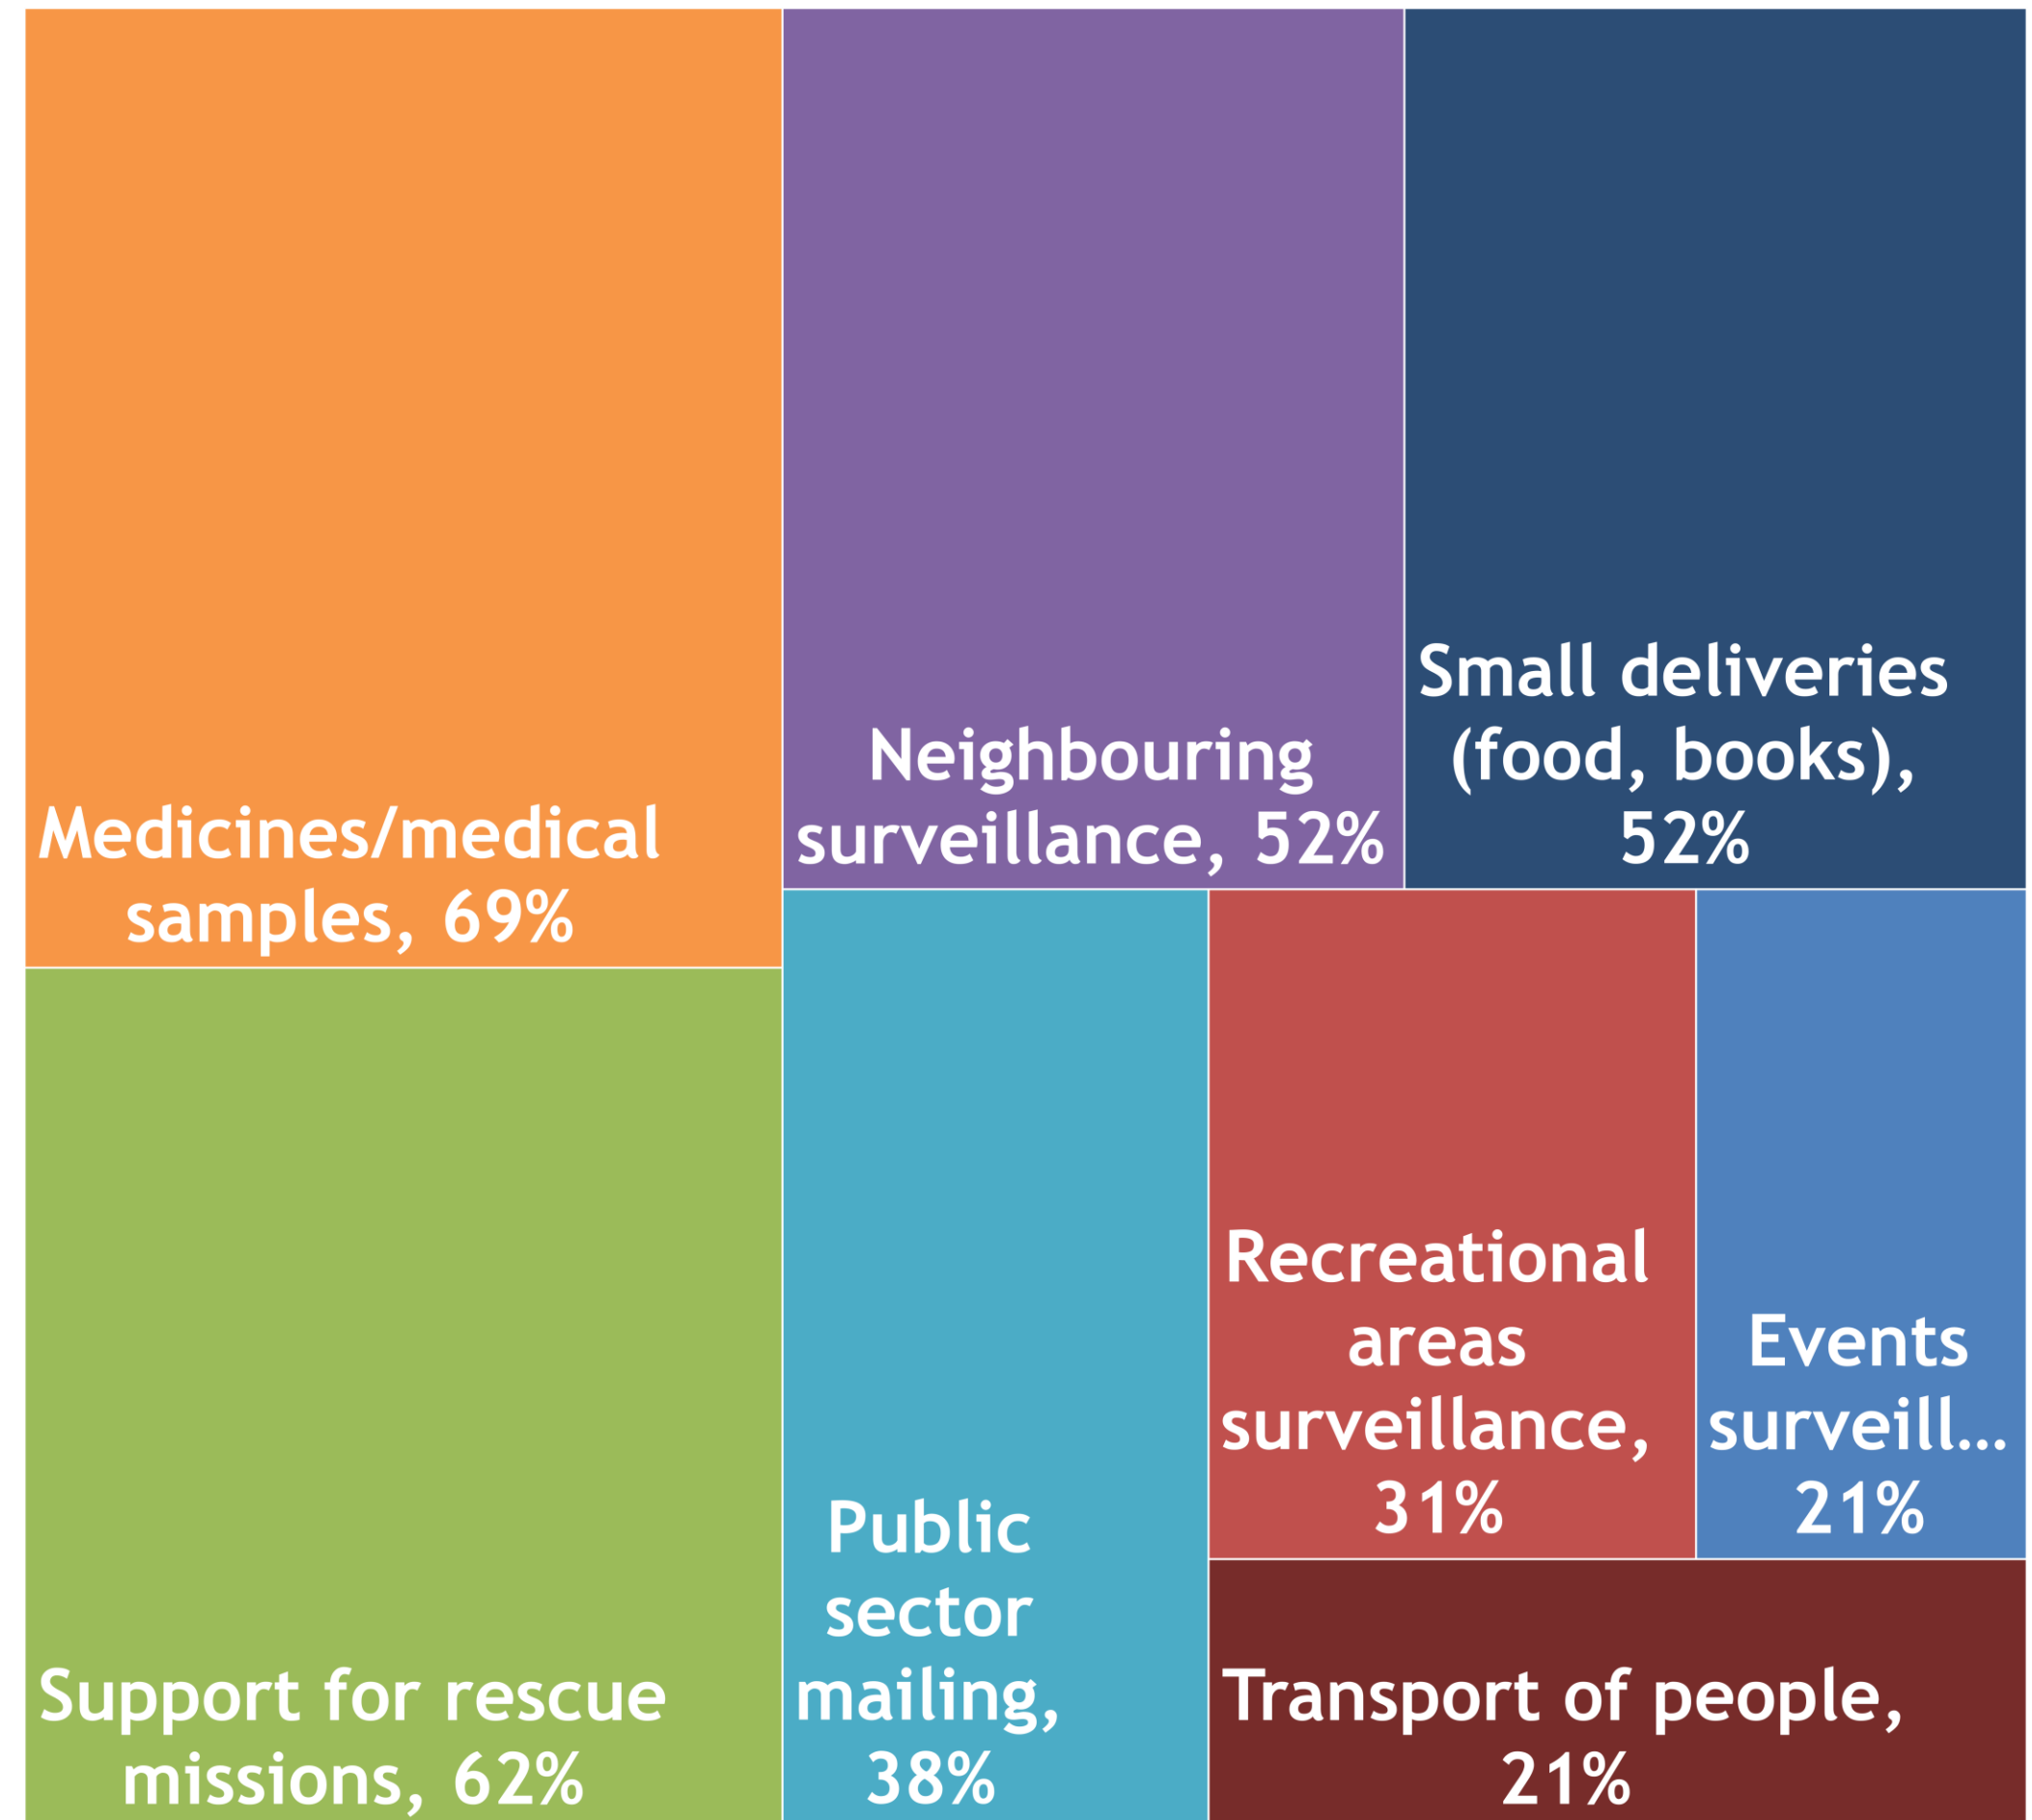 Medicines/medical
samples, 69%
Neighbouring
surveillance, 52%
Small deliveries
(food, books),
52%
Support for rescue
missions, 62%
Public
sector
mailing,
38%
Recreational
areas
surveillance,
31%
Events
surveill...
21%
Transport of people,
21%